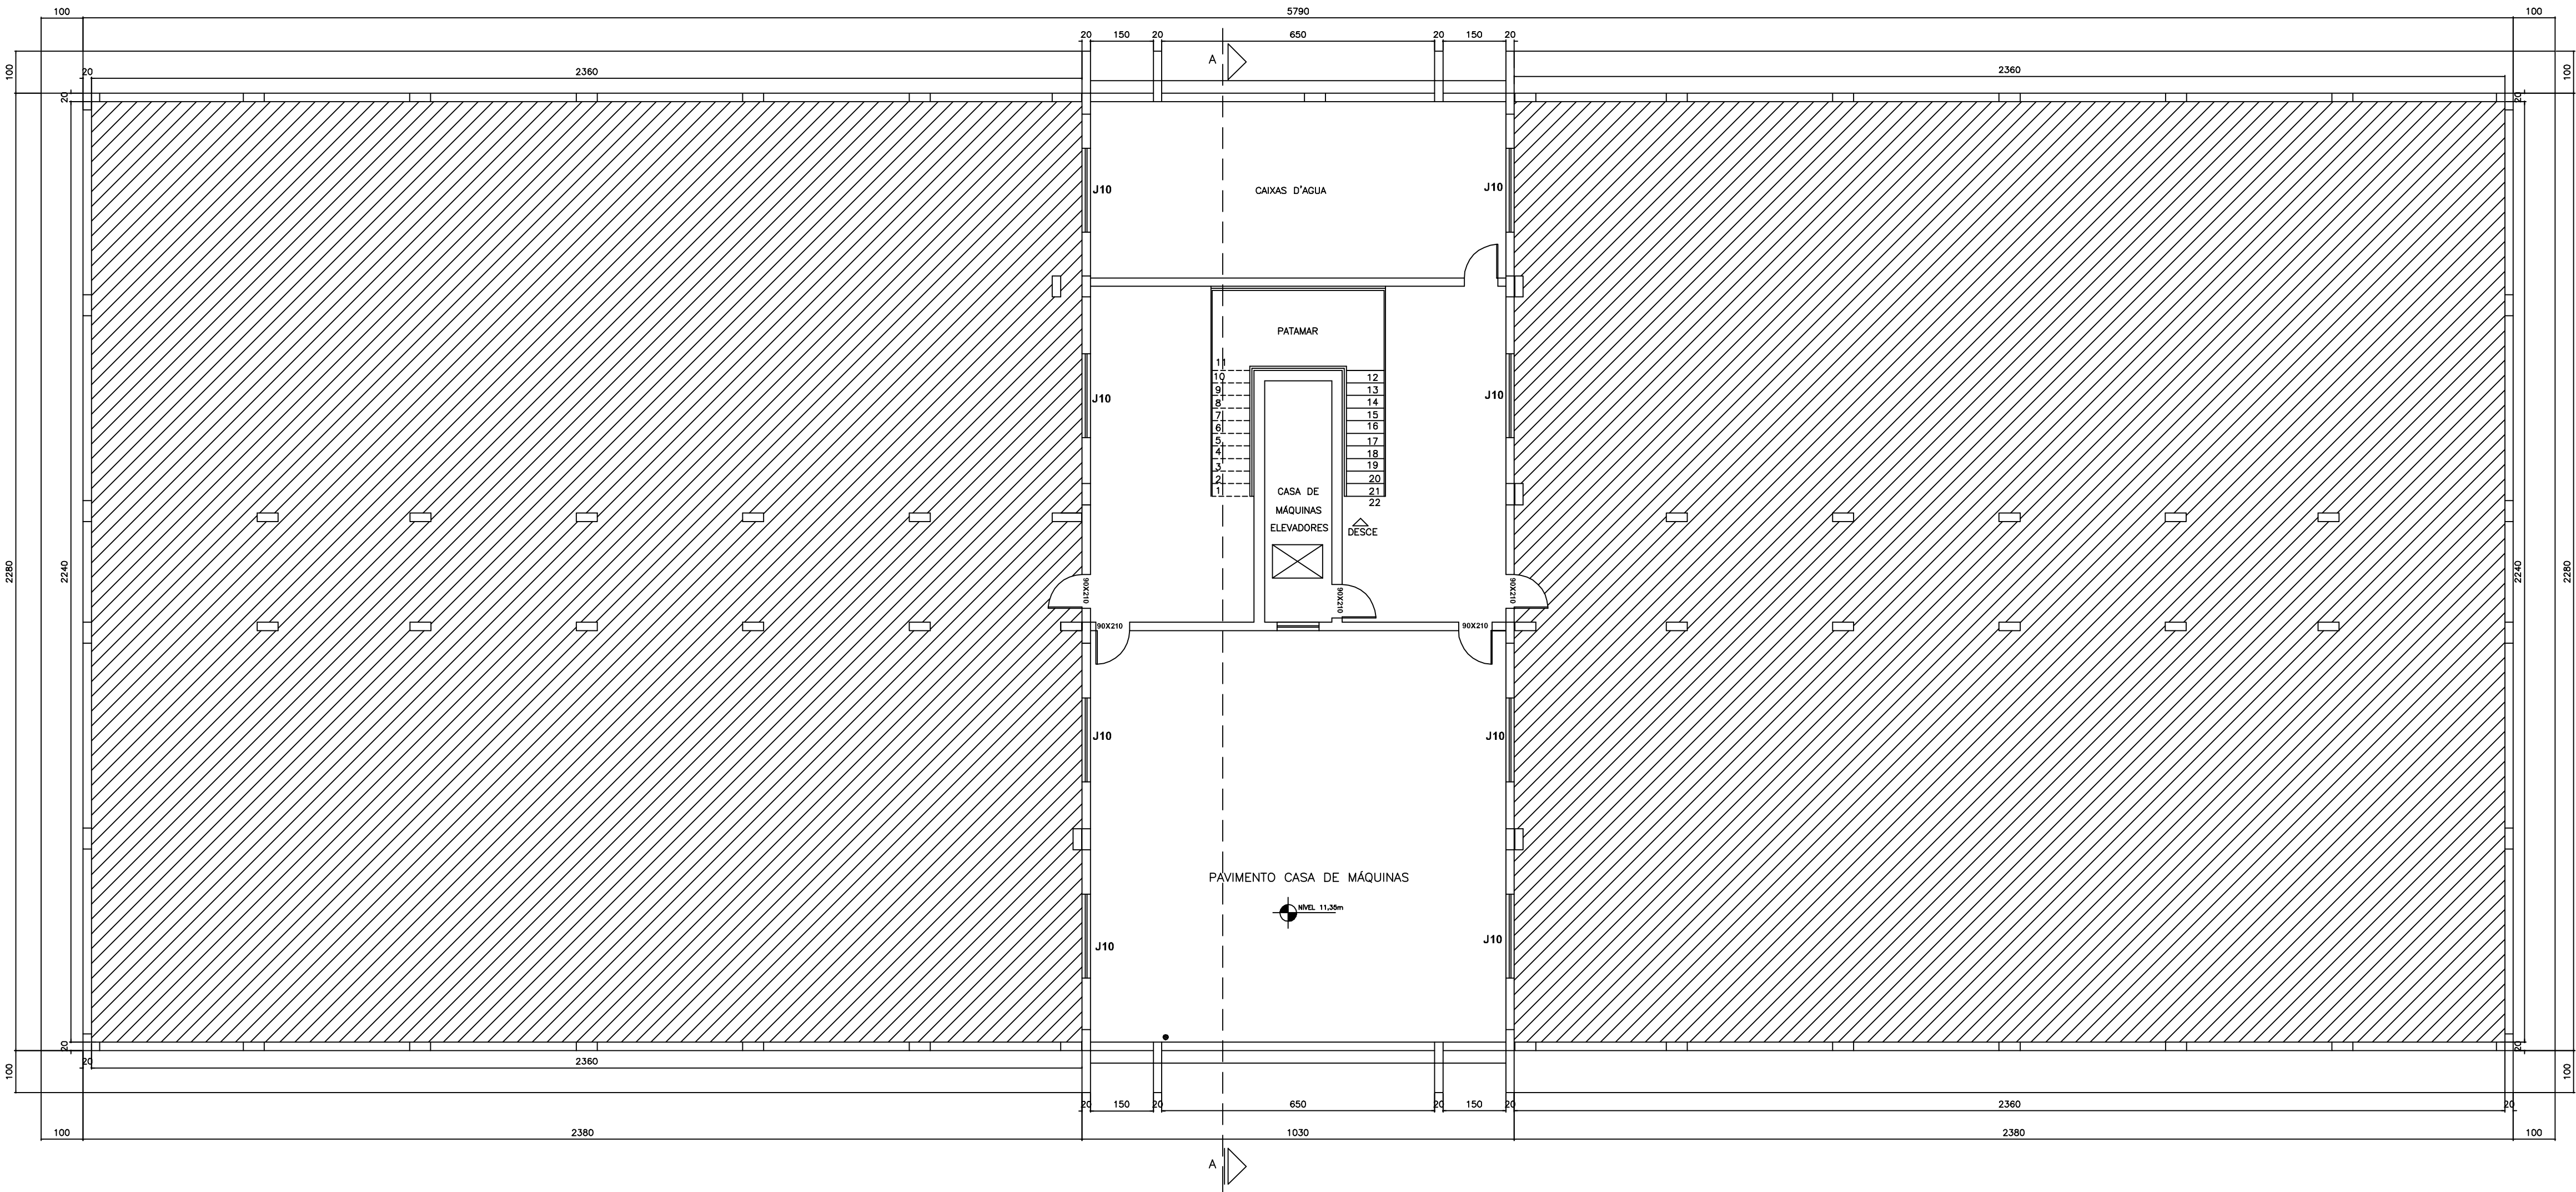 100 5790 100
20 150 20 650 20 150 20
A
100 20 2360 2360 100
20 20
CAIXAS D'AGUA
J10 J10
PATAMAR
11
10 12
9 13
8 14
7 15
6 16
5 17
4 18
3 19
2 20
1 21
22
J10 J10
CASA DE
MÁQUINAS
ELEVADORES
DESCE
2280 2240 2240 2280
90X210 90X210 90X210
90X210 90X210
J10 J10
PAVIMENTO CASA DE MÁQUINAS
NIVEL 11,35m
J10 J10
20 20
100 20 2360 100
20 150 20 650 20 150 20 2360 20
100 2380 1030 2380 100
A